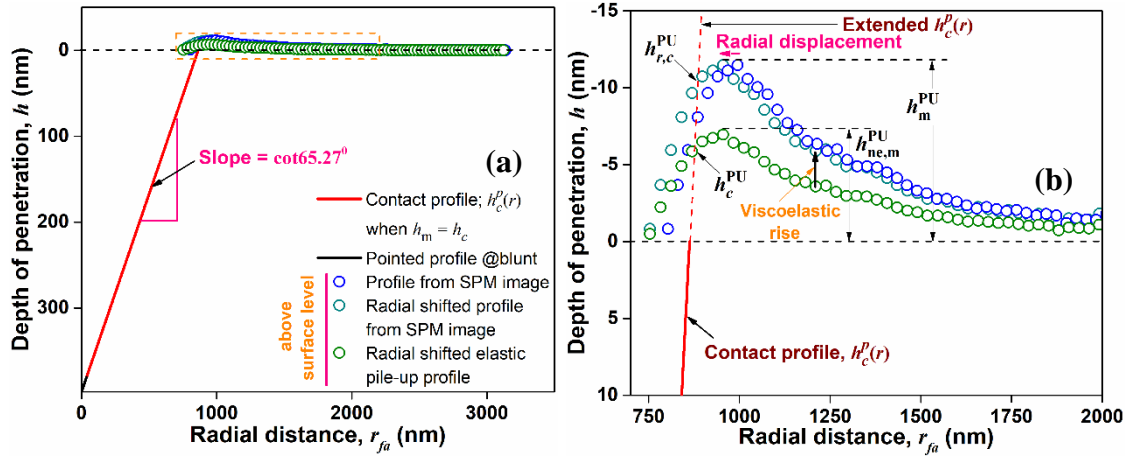 0
100
200
300
Depth of penetration, h (nm)
0
1000
2000
3000
Radial distance, r_fa (nm)
Slope = cot65.27⁰
(a)
Contact profile; h_c^p(r)
when h_m = h_c
Pointed profile @blunt
above
surface level
Profile from SPM image
Radial shifted profile
from SPM image
Radial shifted elastic
pile-up profile
-15
-10
-5
0
5
10
Depth of penetration, h (nm)
750
1000
1250
1500
1750
2000
Radial distance, r_fa (nm)
Extended h_c^p(r)
Radial displacement
h_r,c^PU
h_m^PU
h_ne,m^PU
h_c^PU
Viscoelastic
rise
(b)
Contact profile, h_c^p(r)